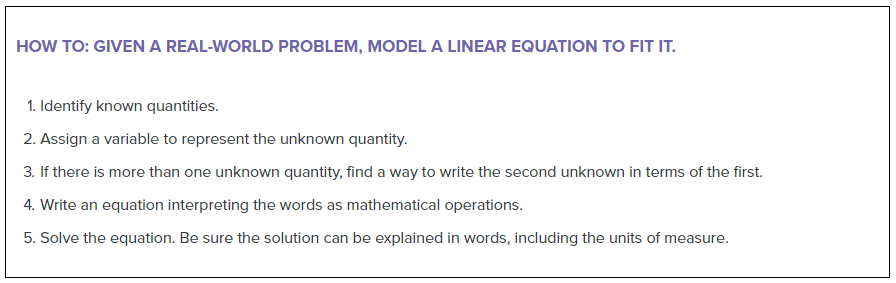 HOW TO: GIVEN A REAL-WORLD PROBLEM, MODEL A LINEAR EQUATION TO FIT IT.
1. Identify known quantities.
2. Assign a variable to represent the unknown quantity.
3. If there is more than one unknown quantity, find a way to write the second unknown in terms of the first.
4. Write an equation interpreting the words as mathematical operations.
5. Solve the equation. Be sure the solution can be explained in words, including the units of measure.